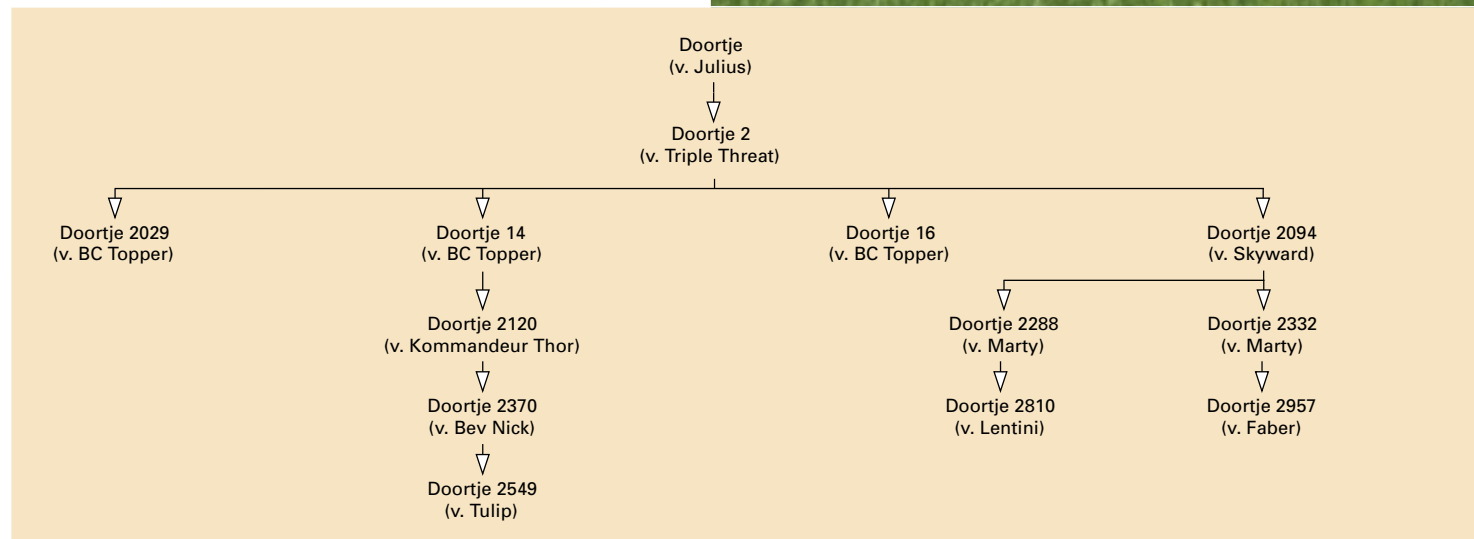 Doortje
(v. Julius)
Doortje 2
(v. Triple Threat)
Doortje 2029
(v. BC Topper)
Doortje 14
(v. BC Topper)
Doortje 16
(v. BC Topper)
Doortje 2094
(v. Skyward)
Doortje 2120
(v. Kommandeur Thor)
Doortje 2288
(v. Marty)
Doortje 2332
(v. Marty)
Doortje 2370
(v. Bev Nick)
Doortje 2810
(v. Lentini)
Doortje 2957
(v. Faber)
Doortje 2549
(v. Tulip)